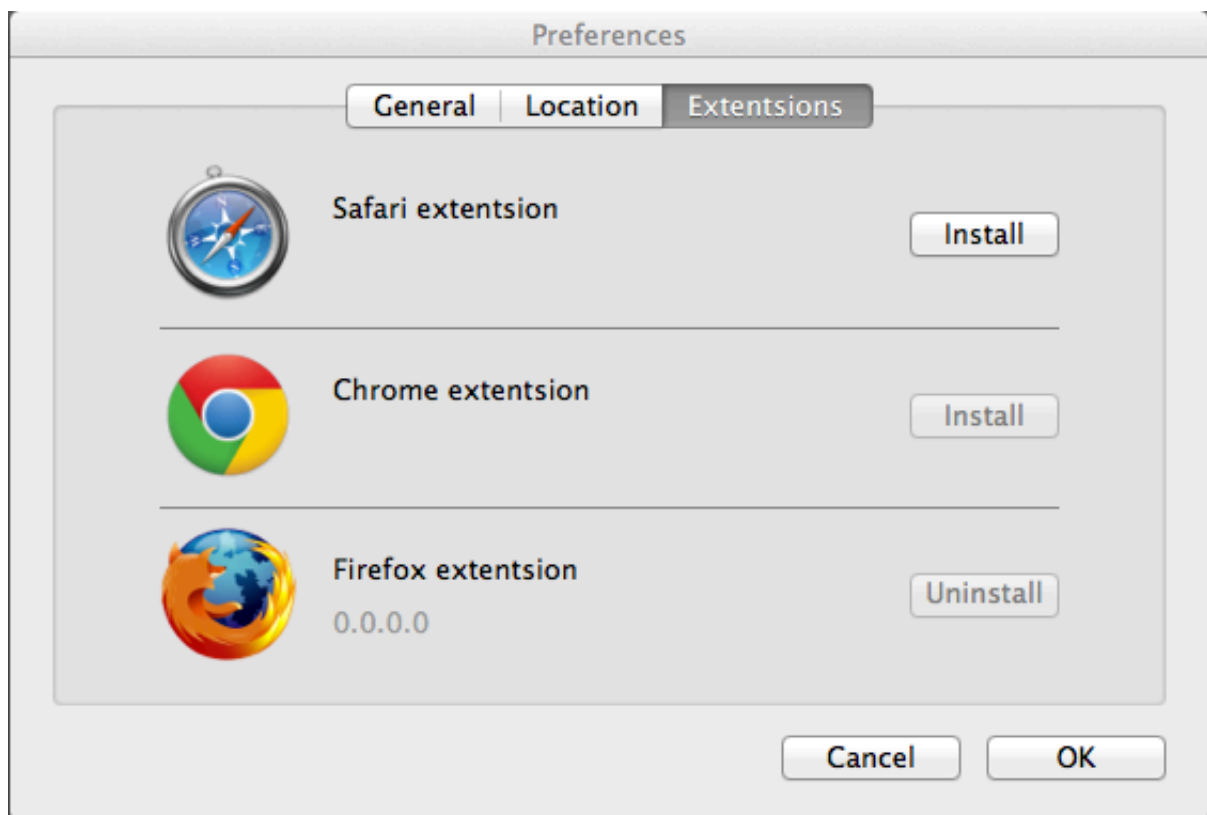 Preferences
General Location Extentsions
Safari extentsion
Install
Chrome extentsion
Install
Firefox extentsion
0.0.0.0
Uninstall
Cancel OK